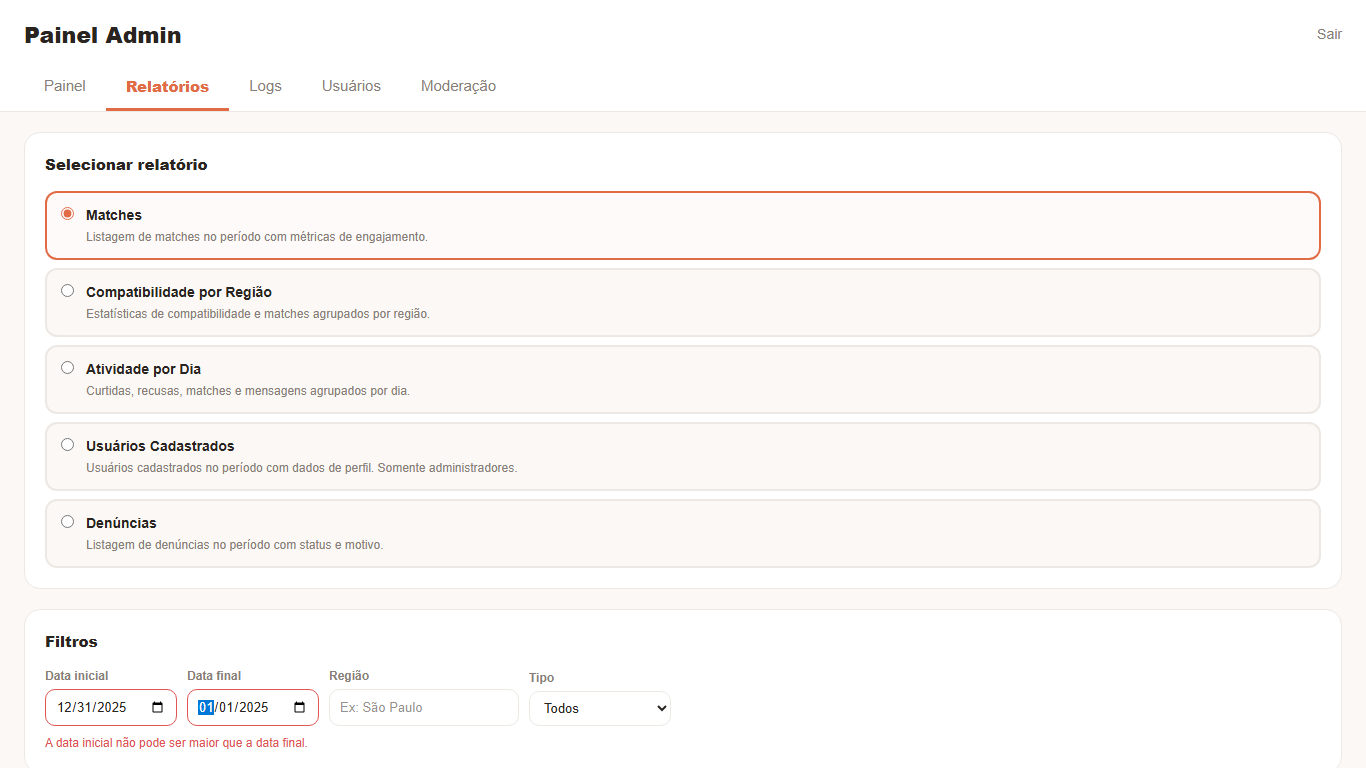 Painel Admin
Sair
Painel
Relatórios
Logs
Usuários
Moderação
Selecionar relatório
Matches
Listagem de matches no período com métricas de engajamento.
Compatibilidade por Região
Estatísticas de compatibilidade e matches agrupados por região.
Atividade por Dia
Curtidas, recusas, matches e mensagens agrupados por dia.
Usuários Cadastrados
Usuários cadastrados no período com dados de perfil. Somente administradores.
Denúncias
Listagem de denúncias no período com status e motivo.
Filtros
Data inicial
Data final
Região
Tipo
12/31/2025
01/01/2025
Ex: São Paulo
Todos
A data inicial não pode ser maior que a data final.